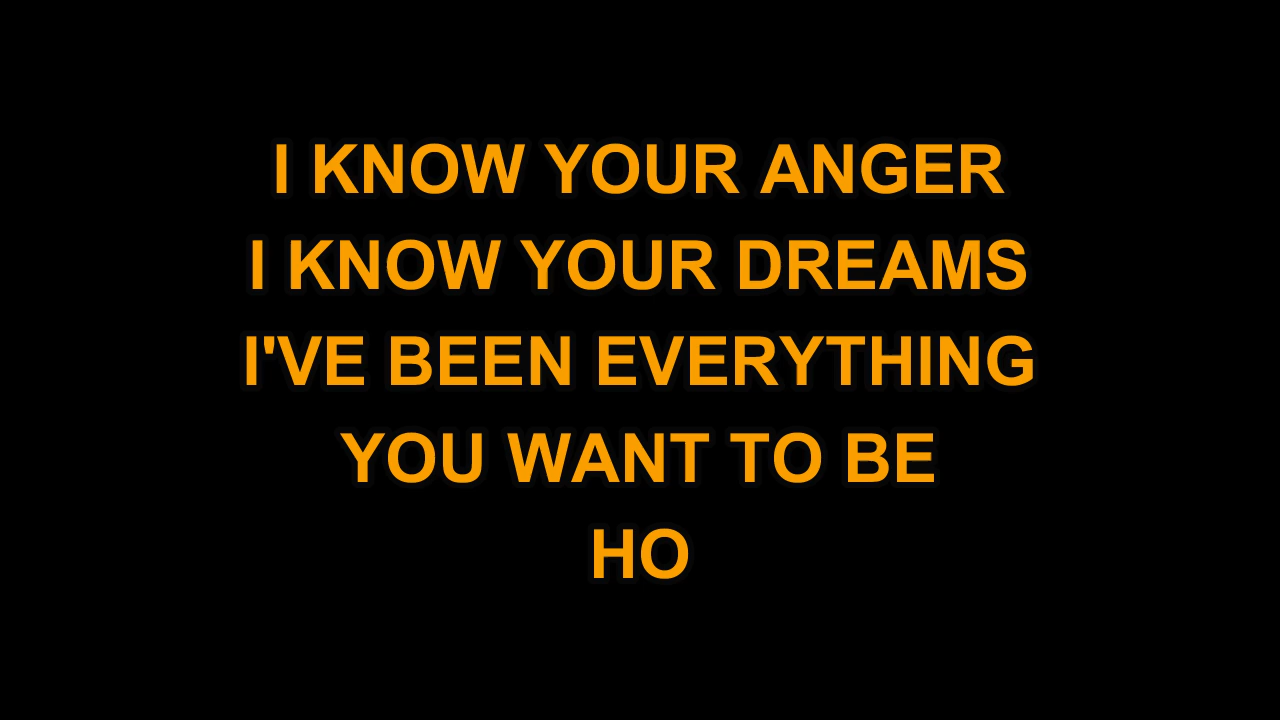 I KNOW YOUR ANGER
I KNOW YOUR DREAMS
I'VE BEEN EVERYTHING
YOU WANT TO BE
HO